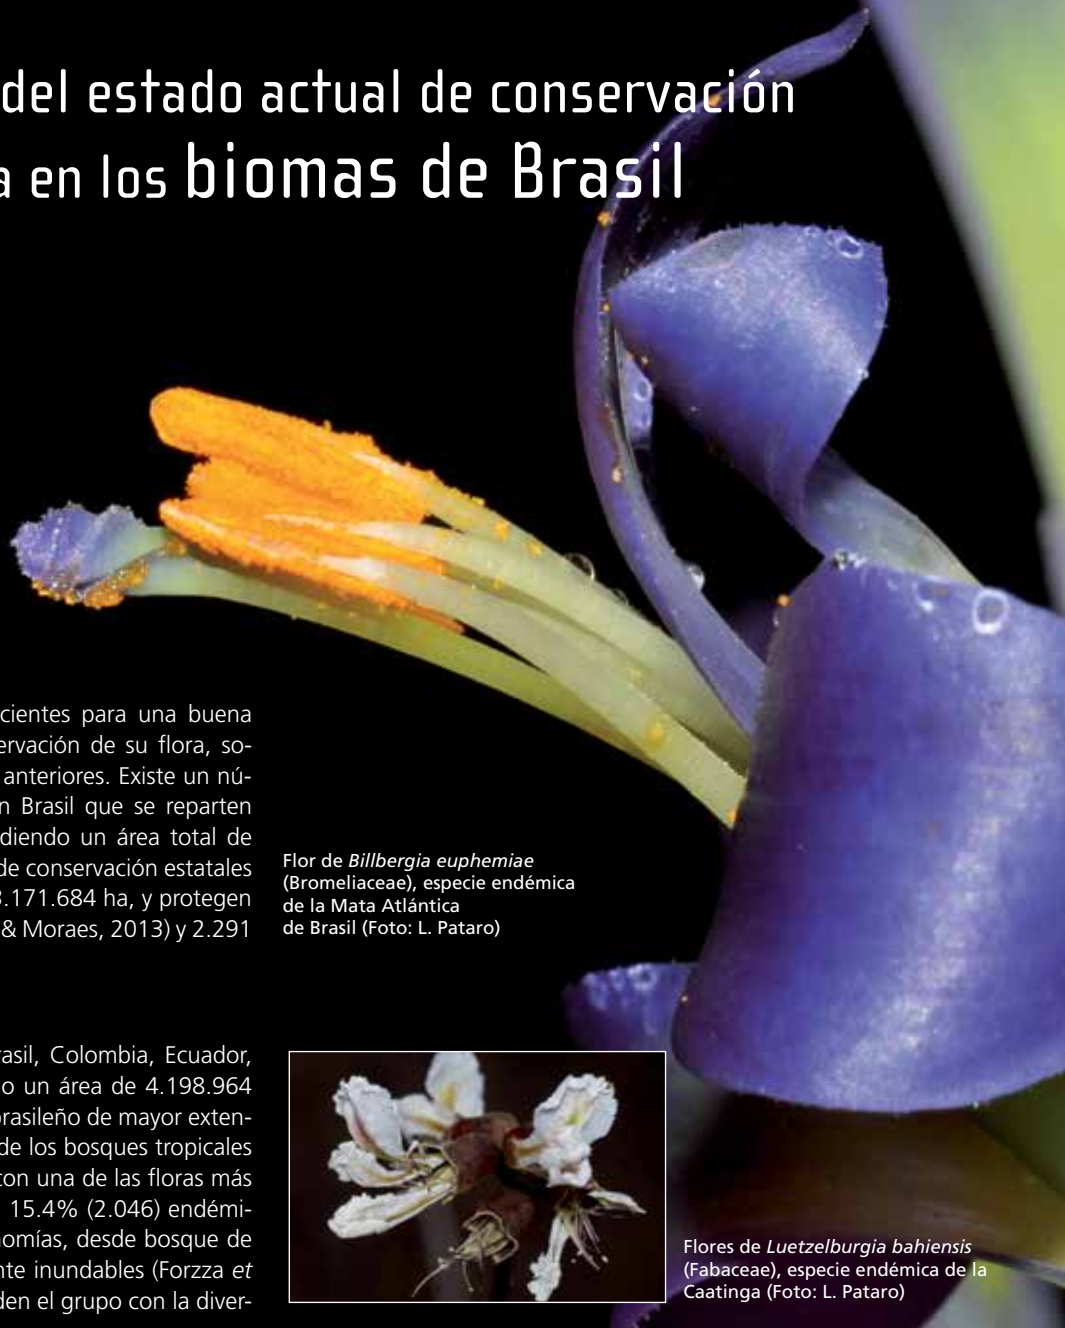 del estado actual de conservación
en los biomas de Brasil
cientes para una buena
ervación de su flora, so-
anteriores. Existe un nú-
n Brasil que se reparten
diendo un área total de
de conservación estatales
.171.684 ha, y protegen
& Moraes, 2013) y 2.291
Flor de Billbergia euphemiae
(Bromeliaceae), especie endémica
de la Mata Atlántica
de Brasil (Foto: L. Pataro)
rasil, Colombia, Ecuador,
o un área de 4.198.964
brasileño de mayor exten-
de los bosques tropicales
con una de las floras más
15.4% (2.046) endémi-
nomías, desde bosque de
nte inundables (Forzza et
den el grupo con la diver-
Flores de Luetzelburgia bahiensis
(Fabaceae), especie endémica de la
Caatinga (Foto: L. Pataro)